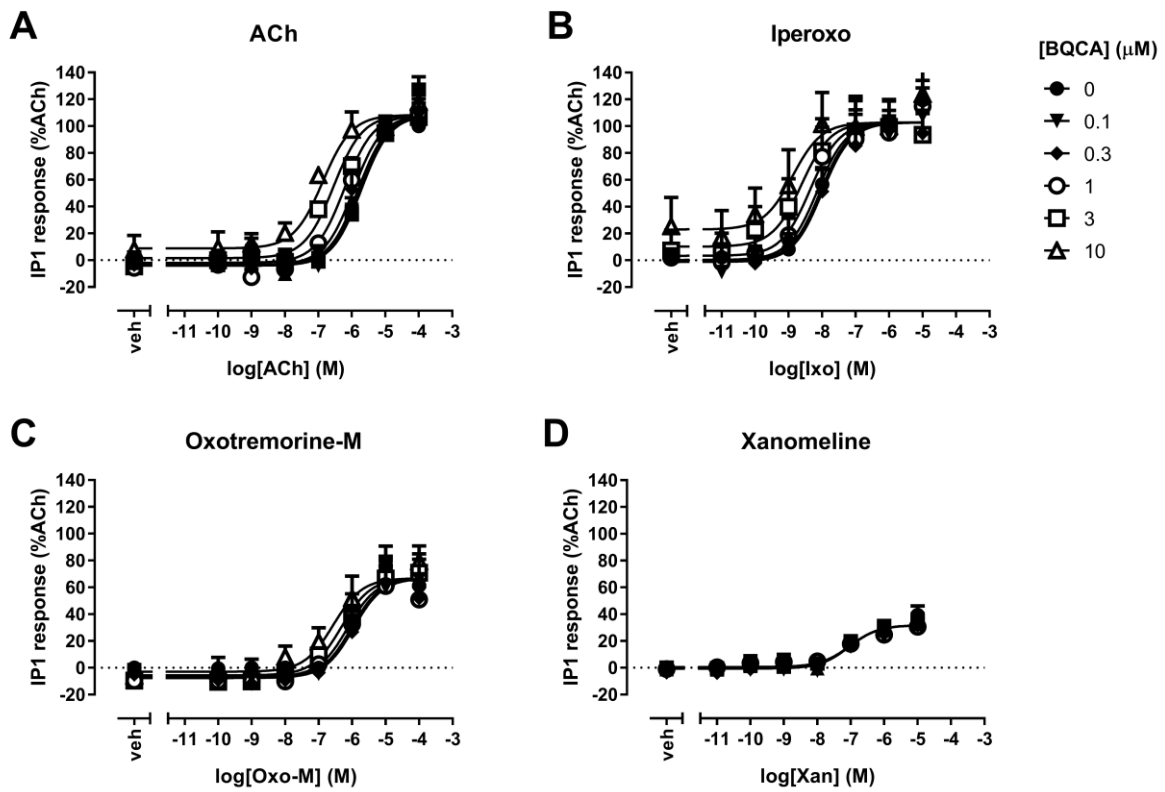 A
ACh
IP1 response (%ACh)
140
120
100
80
60
40
20
0
-20
veh
-11 -10 -9 -8 -7 -6 -5 -4 -3
log[ACh] (M)
B
Iperoxo
IP1 response (%ACh)
140
120
100
80
60
40
20
0
-20
veh
-11 -10 -9 -8 -7 -6 -5 -4 -3
log[Ixo] (M)
[BQCA] (μM)
0
0.1
0.3
1
3
10
C
Oxotremorine-M
IP1 response (%ACh)
140
120
100
80
60
40
20
0
-20
veh
-11 -10 -9 -8 -7 -6 -5 -4 -3
log[Oxo-M] (M)
D
Xanomeline
IP1 response (%ACh)
140
120
100
80
60
40
20
0
-20
veh
-11 -10 -9 -8 -7 -6 -5 -4 -3
log[Xan] (M)